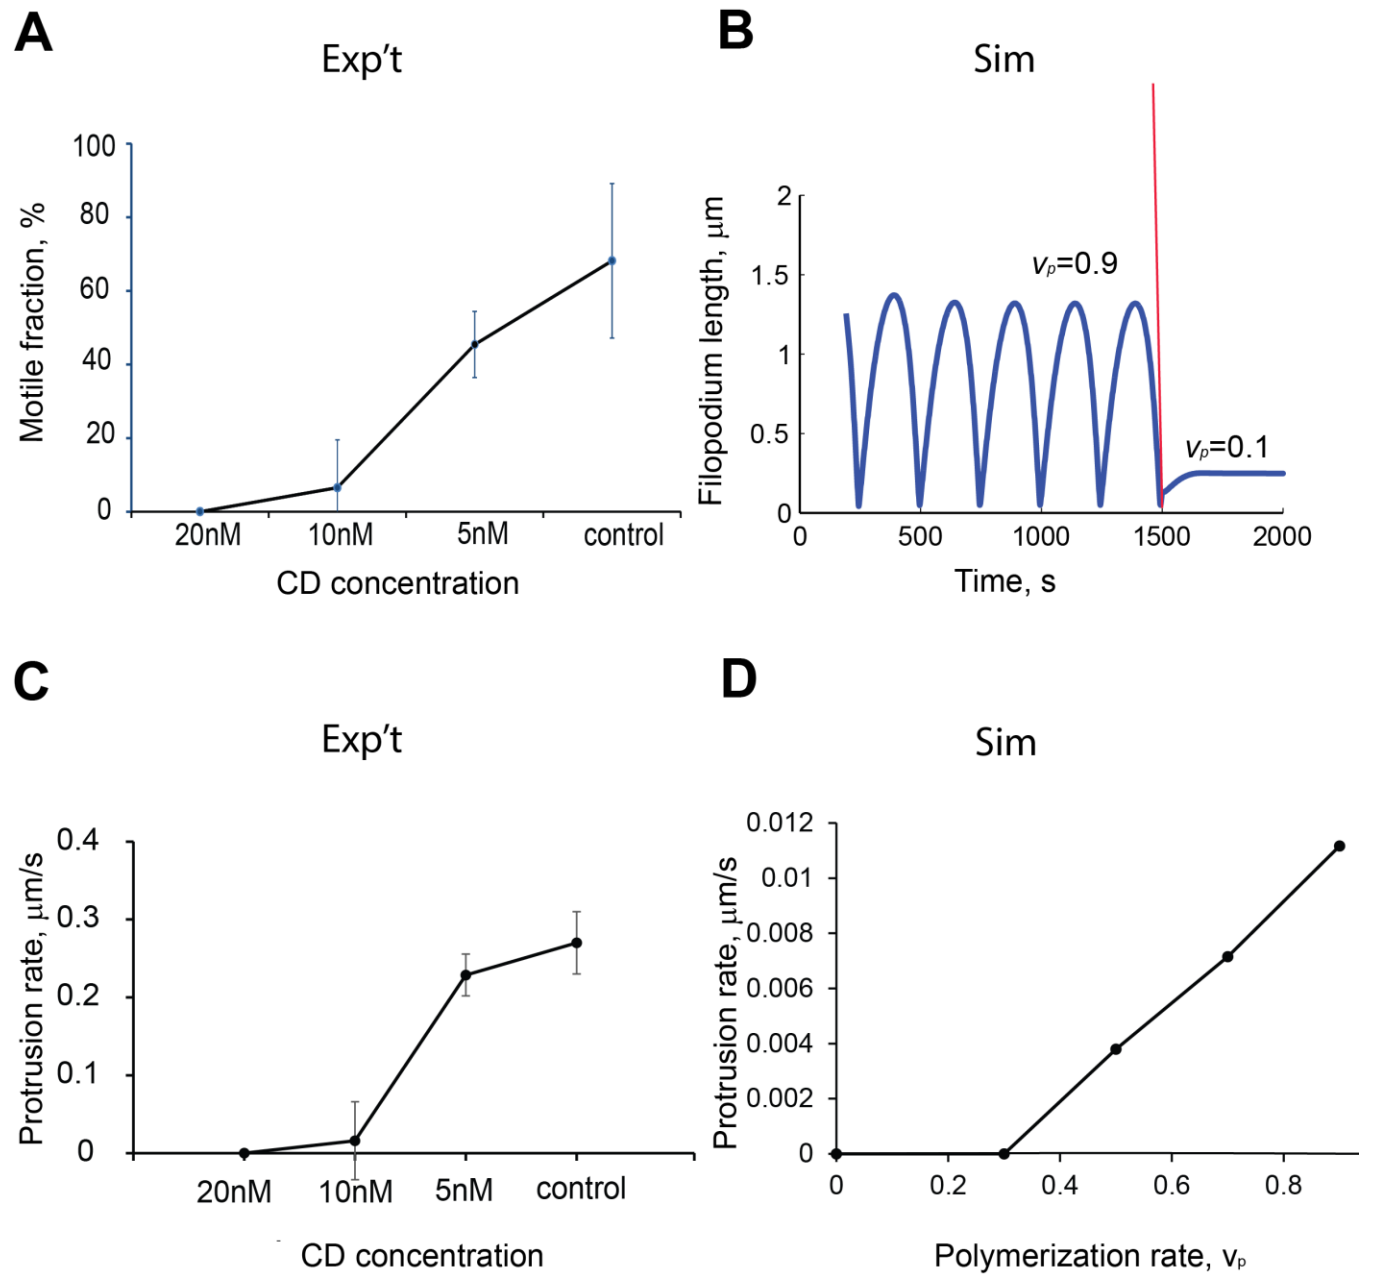 A
Exp't
Motile fraction, %
100
80
60
40
20
0
20nM
10nM
5nM
control
CD concentration
B
Sim
Filopodium length, μm
2
1.5
1
0.5
0
vp=0.9
vp=0.1
0
500
1000
1500
2000
Time, s
C
Exp't
Protrusion rate, μm/s
0.4
0.3
0.2
0.1
0
20nM
10nM
5nM
control
CD concentration
D
Sim
Protrusion rate, μm/s
0.012
0.01
0.008
0.006
0.004
0.002
0
0
0.2
0.4
0.6
0.8
Polymerization rate, vp